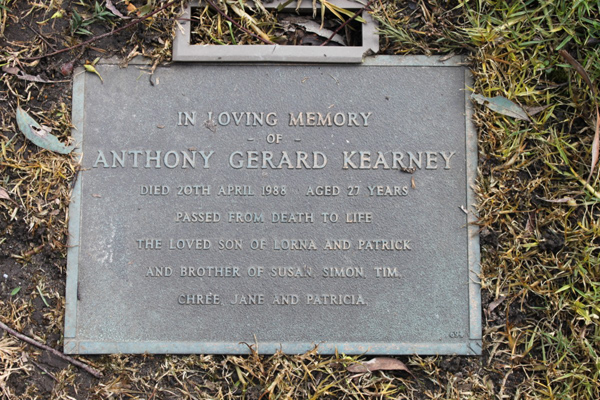 IN LOVING MEMORY
- OF -
ANTHONY GERARD KEARNEY
DIED 20TH APRIL 1988 - AGED 27 YEARS
PASSED FROM DEATH TO LIFE
THE LOVED SON OF LORNA AND PATRICK
AND BROTHER OF SUSAN, SIMON, TIM,
CHREE, JANE AND PATRICIA.